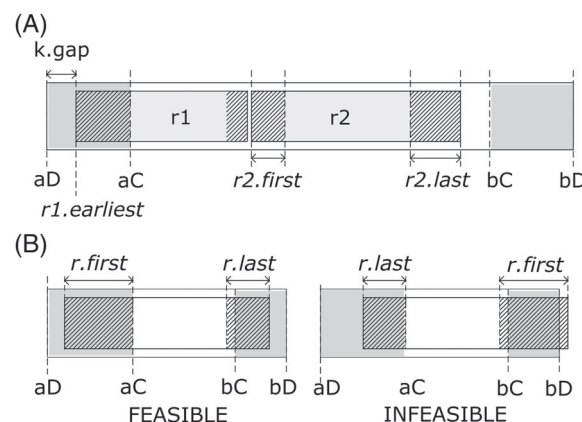 (A)
k.gap
r1 r2
aD aC r2.first r2.last bC bD
r1.earliest
(B)
r.first r.last r.last r.first
aD aC bC bD aD aC bC bD
FEASIBLE INFEASIBLE